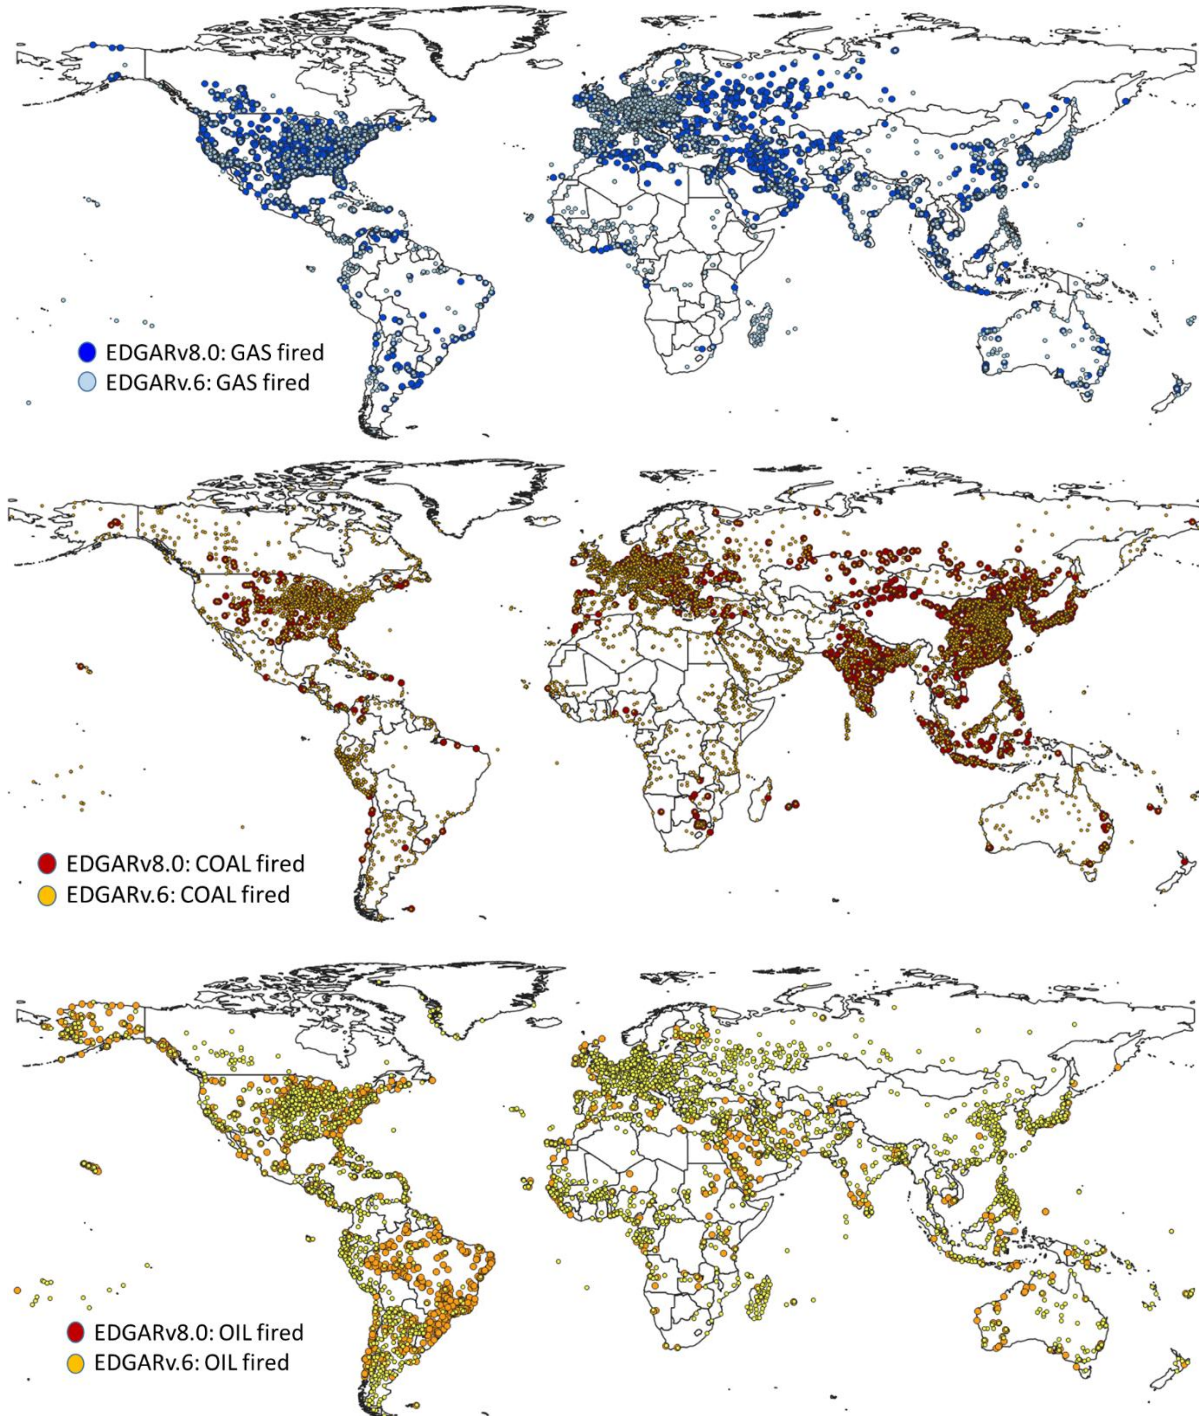 EDGARv8.0: GAS fired
EDGARv.6: GAS fired
EDGARv8.0: COAL fired
EDGARv.6: COAL fired
EDGARv8.0: OIL fired
EDGARv.6: OIL fired